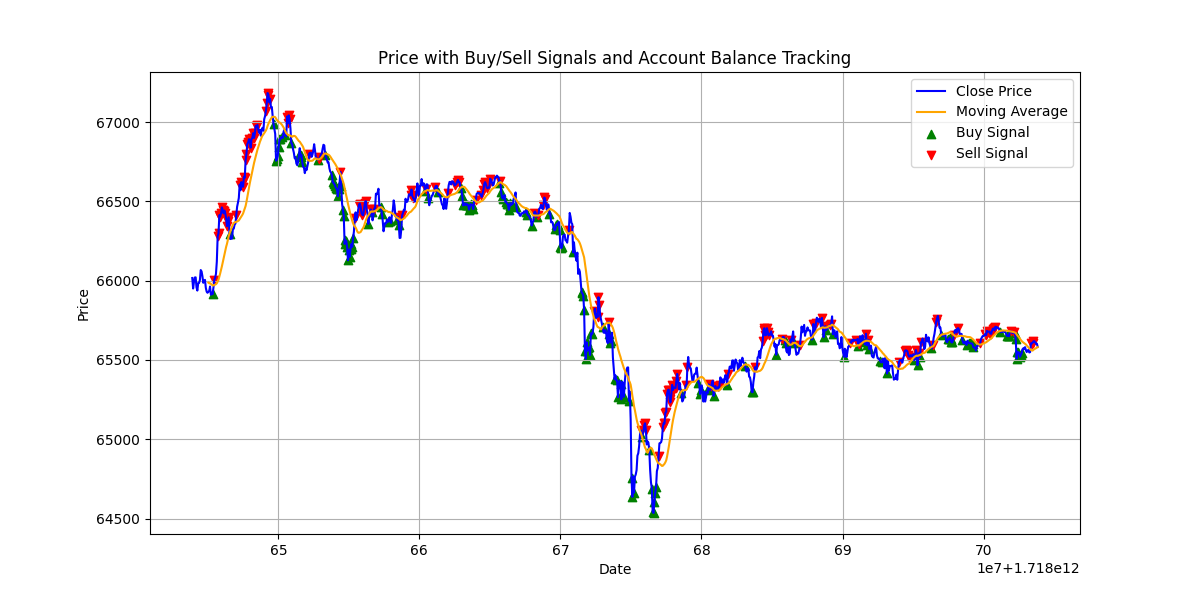 Price with Buy/Sell Signals and Account Balance Tracking
Close Price
Moving Average
Buy Signal
Sell Signal
67000
66500
66000
65500
65000
64500
Price
65 66 67 68 69 70
Date
1e7+1.718e12